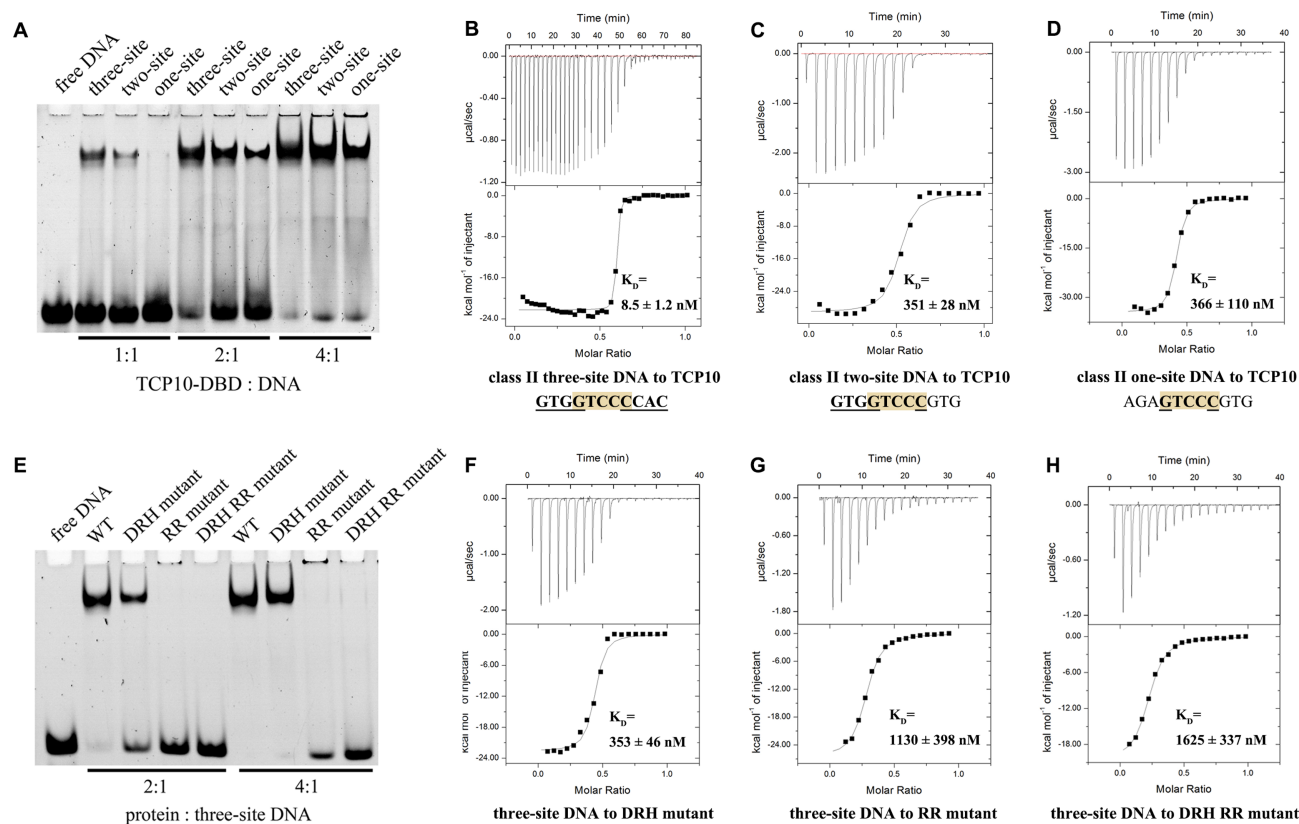 A
free DNA
three-site
two-site
one-site
three-site
two-site
one-site
three-site
two-site
one-site
1:1
2:1
4:1
TCP10-DBD : DNA
B
Time (min)
0 10 20 30 40 50 60 70 80
0.00
-0.40
-0.80
-1.20
µcal/sec
0.0
-8.0
-16.0
-24.0
kcal mol⁻¹ of injectant
K_D=
8.5 ± 1.2 nM
0.0 0.5 1.0
Molar Ratio
class II three-site DNA to TCP10
GTGGTCCCCAC
C
Time (min)
0 10 20 30
0.00
-1.00
-2.00
µcal/sec
0.0
-8.0
-16.0
-24.0
kcal mol⁻¹ of injectant
K_D=
351 ± 28 nM
0.0 0.5 1.0
Molar Ratio
class II two-site DNA to TCP10
GTGGTCCCGTG
D
Time (min)
0 10 20 30 40
0.00
-1.50
-3.00
µcal/sec
0.00
-15.00
-30.00
kcal mol⁻¹ of injectant
K_D=
366 ± 110 nM
0.0 0.5 1.0
Molar Ratio
class II one-site DNA to TCP10
AGAGTCCCGTG
E
free DNA
WT
DRH mutant
RR mutant
DRH RR mutant
WT
DRH mutant
RR mutant
DRH RR mutant
2:1
4:1
protein : three-site DNA
F
Time (min)
0 10 20 30 40
0.00
-1.00
-2.00
µcal/sec
0.00
-6.00
-12.00
-18.00
-24.00
kcal mol⁻¹ of injectant
K_D=
353 ± 46 nM
0.0 0.5 1.0
Molar Ratio
three-site DNA to DRH mutant
G
Time (min)
0 10 20 30 40
0.00
-0.60
-1.20
-1.80
µcal/sec
0.00
-8.00
-16.00
-24.00
kcal mol⁻¹ of injectant
K_D=
1130 ± 398 nM
0.0 0.5 1.0
Molar Ratio
three-site DNA to RR mutant
H
Time (min)
0 5 10 15 20 25 30 35 40
0.00
-0.60
-1.20
µcal/sec
0.00
-6.00
-12.00
-18.00
kcal mol⁻¹ of injectant
K_D=
1625 ± 337 nM
0.0 0.5 1.0
Molar Ratio
three-site DNA to DRH RR mutant